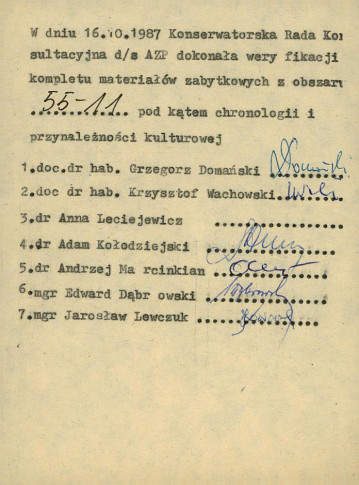 W dniu 16.10.1987 Konserwatorska Rada Kon
sultacyjna d/s AZP dokonała wery fikacji
kompletu materiałów zabytkowych z obszaru
55-11 pod kątem chronologii i
przynależności kulturowej
1.doc.dr hab. Grzegorz Domański
2.doc dr hab. Krzysztof Wachowski
3.dr Anna Leciejewicz
4.dr Adam Kołodziejski
5.dr Andrzej Ma rcinkian
6.mgr Edward Dąbr owski
7.mgr Jarosław Lewczuk